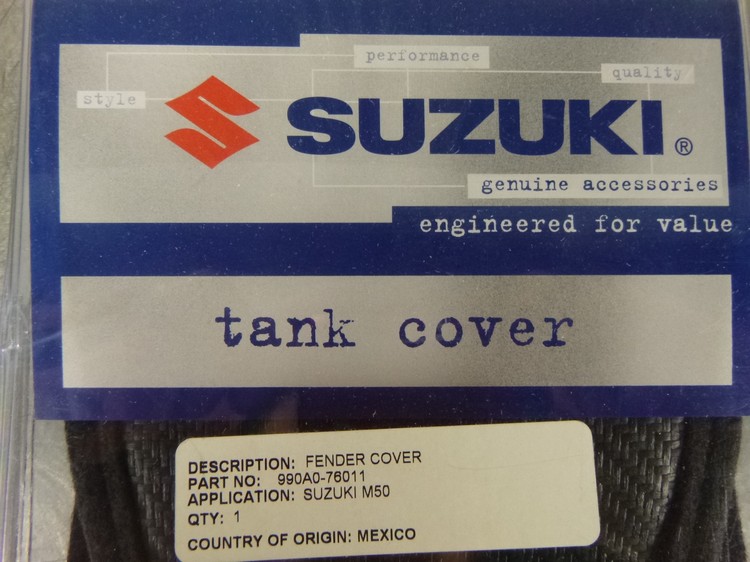 performance
quality
style
SUZUKI®
genuine accessories
engineered for value
tank cover
DESCRIPTION: FENDER COVER
PART NO: 990A0-76011
APPLICATION: SUZUKI M50
QTY: 1
COUNTRY OF ORIGIN: MEXICO